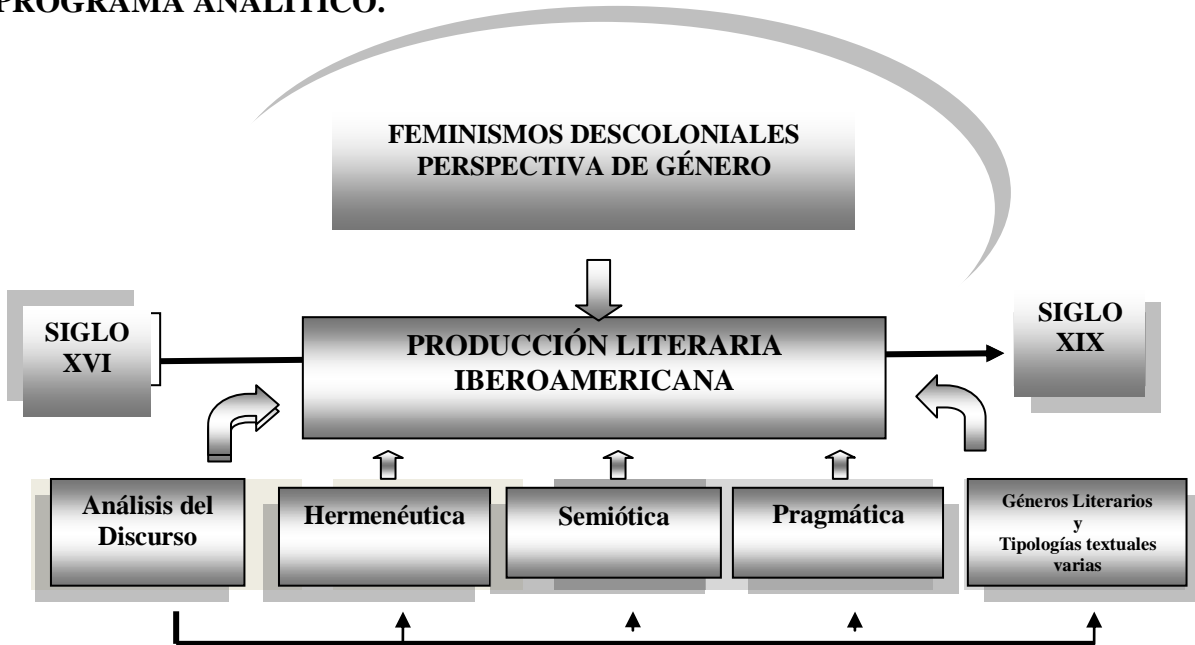 PROGRAMA ANALÍTICO.
FEMINISMOS DESCOLONIALES
PERSPECTIVA DE GÉNERO
SIGLO
XVI
PRODUCCIÓN LITERARIA
IBEROAMERICANA
SIGLO
XIX
Análisis del
Discurso
Hermenéutica
Semiótica
Pragmática
Géneros Literarios
y
Tipologías textuales
varias